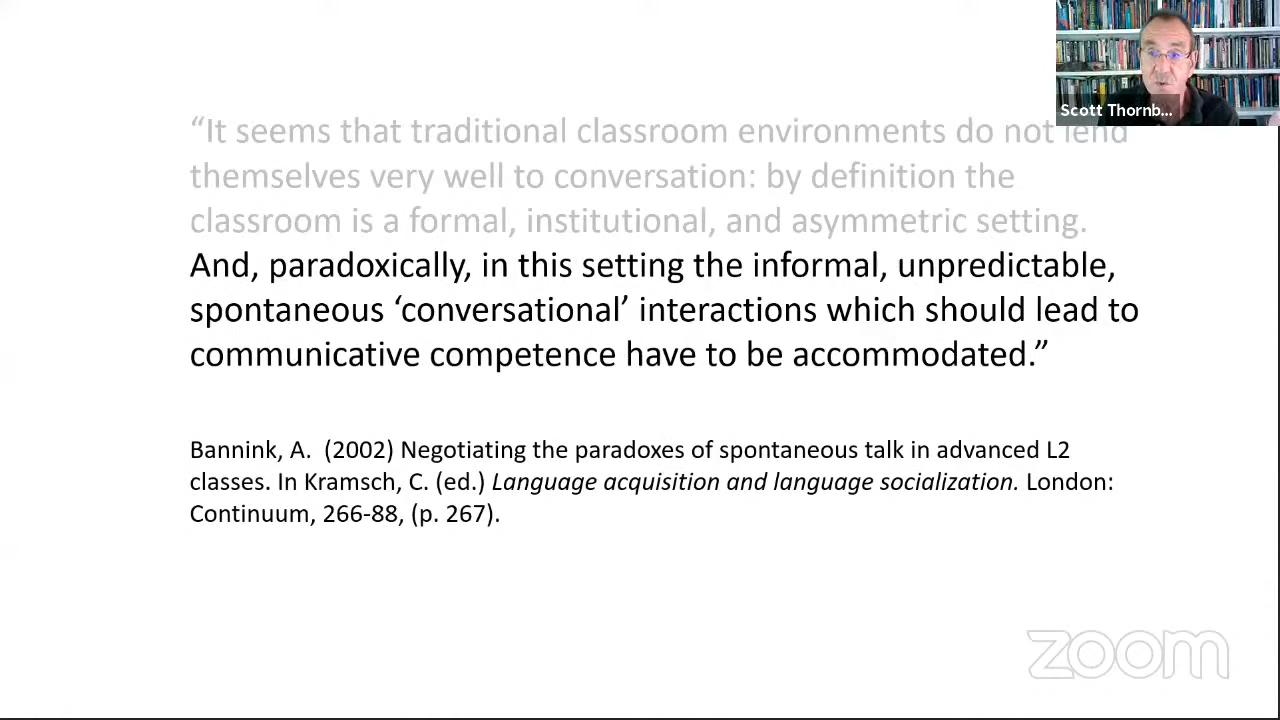 Scott Thornb...
“It seems that traditional classroom environments do not lend
themselves very well to conversation: by definition the
classroom is a formal, institutional, and asymmetric setting.
And, paradoxically, in this setting the informal, unpredictable,
spontaneous ‘conversational’ interactions which should lead to
communicative competence have to be accommodated.”
Bannink, A.  (2002) Negotiating the paradoxes of spontaneous talk in advanced L2
classes. In Kramsch, C. (ed.) Language acquisition and language socialization. London:
Continuum, 266-88, (p. 267).
zoom